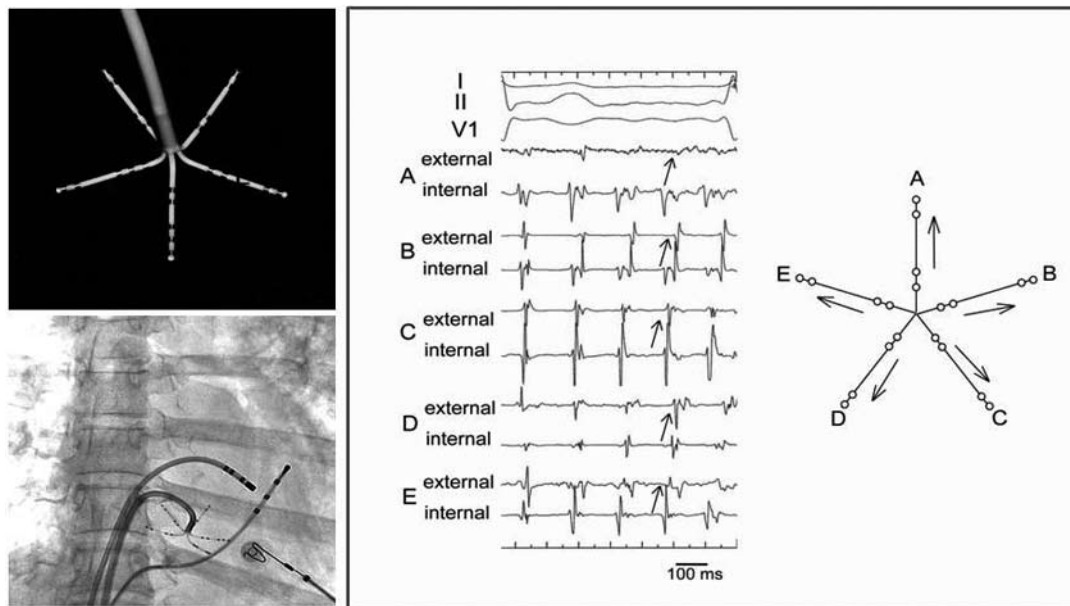 I
II
V1
A
external
internal
B
external
internal
C
external
internal
D
external
internal
E
external
internal
100 ms
A
B
C
D
E